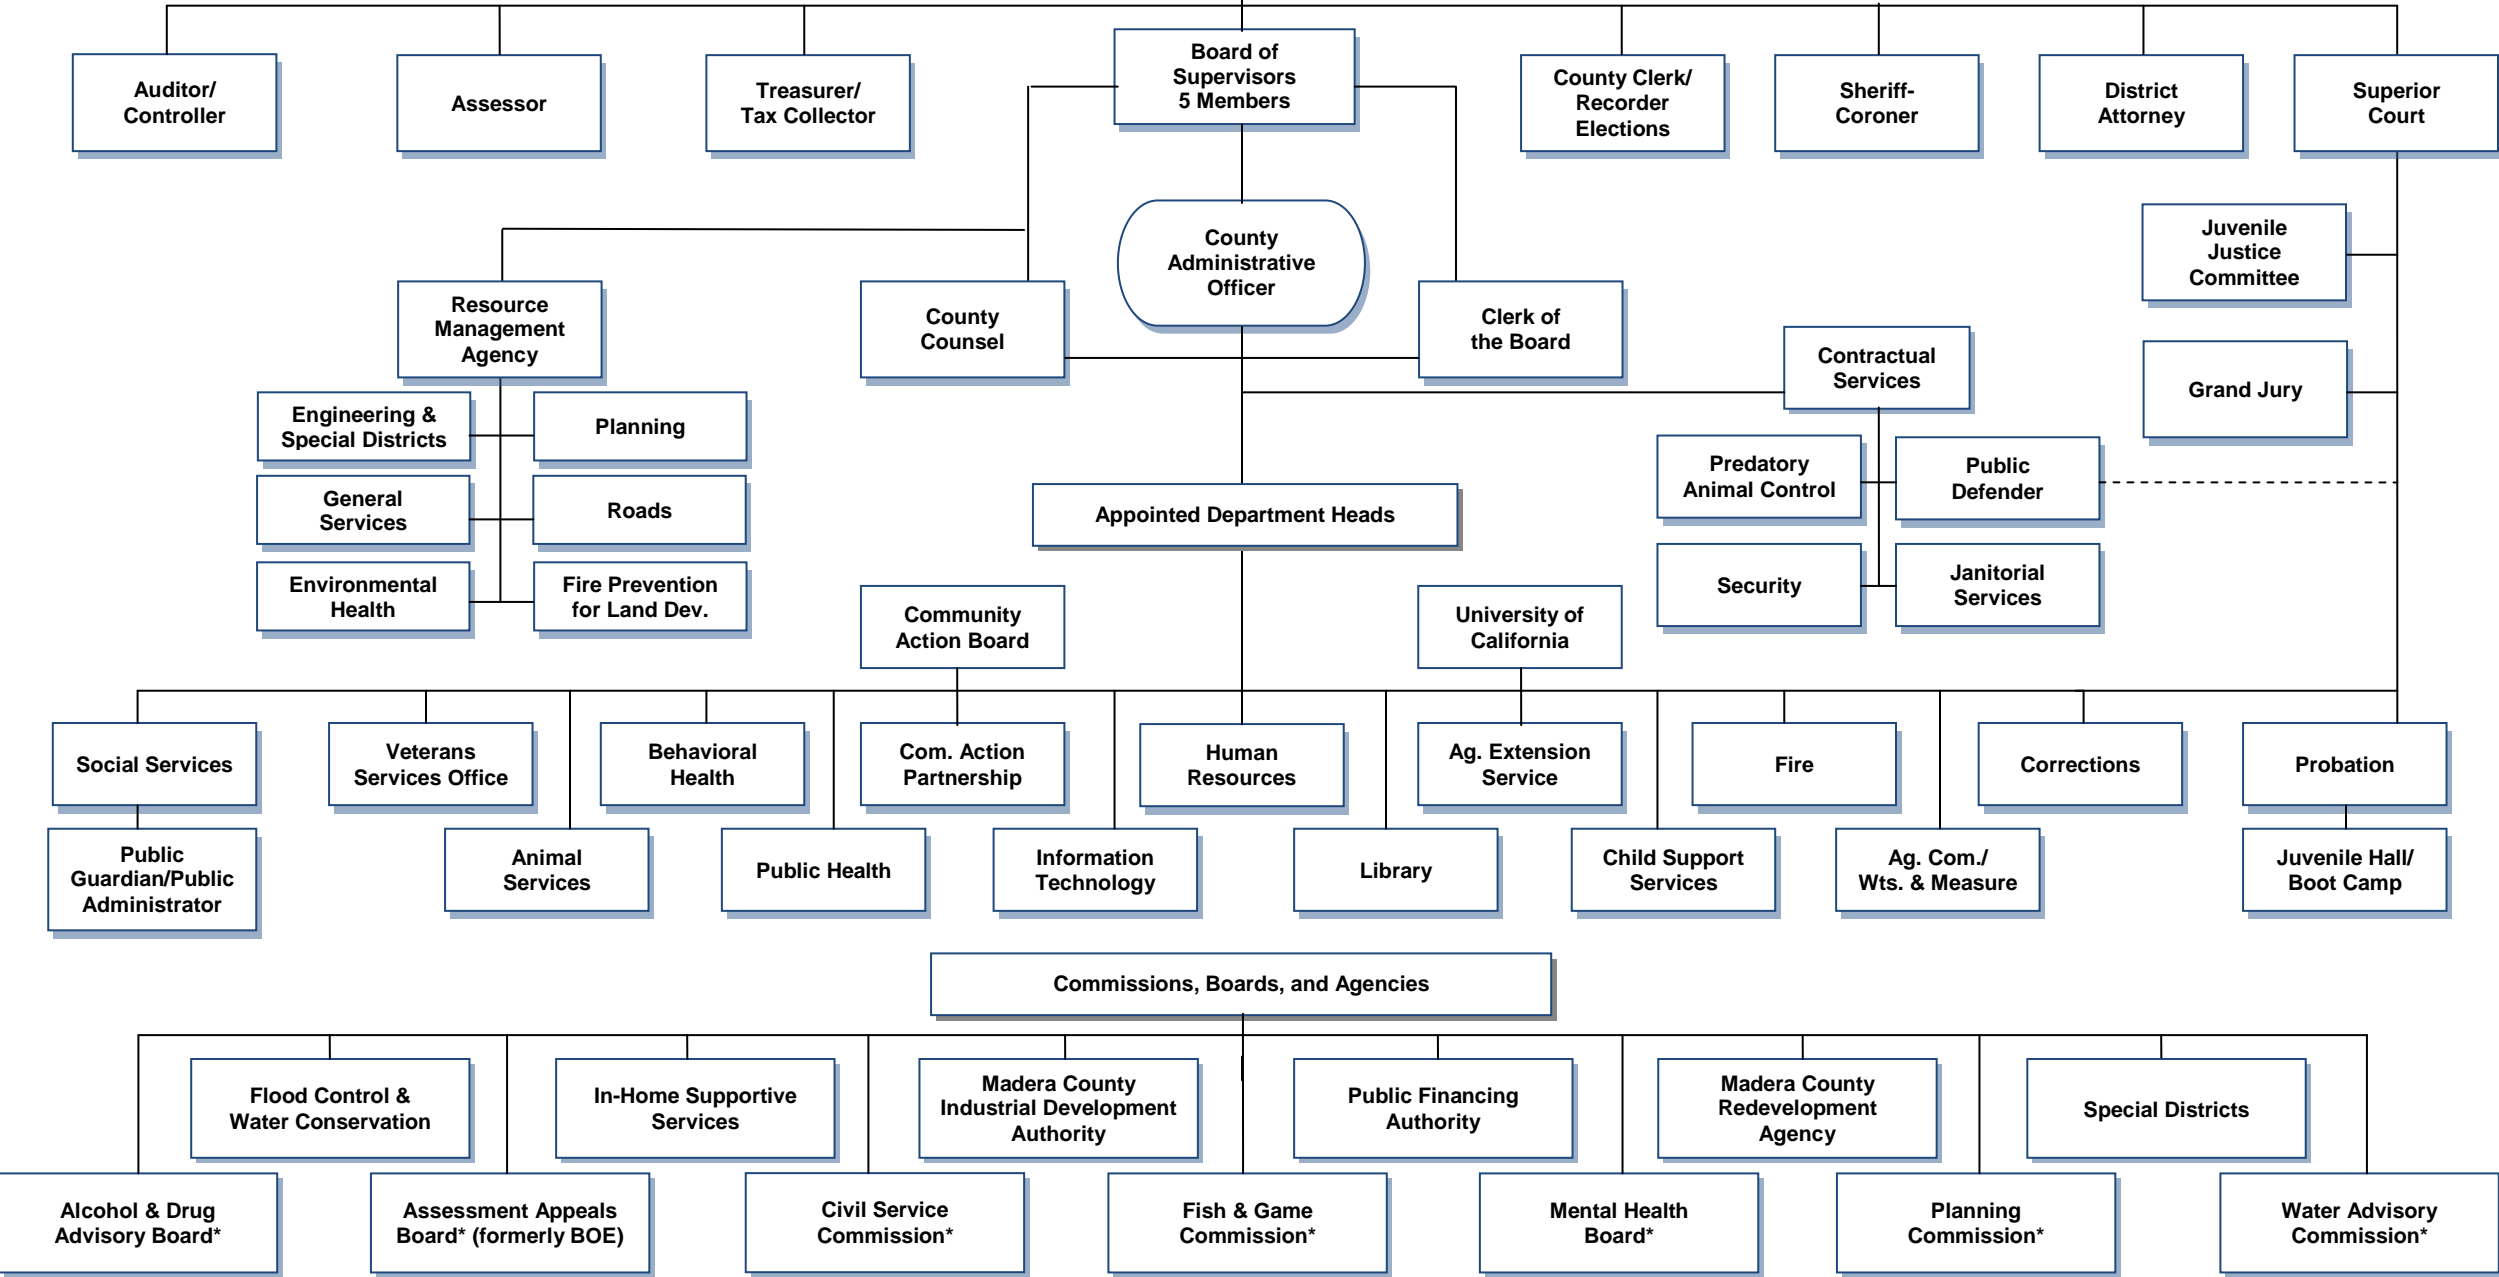 Auditor/
Controller
Assessor
Treasurer/
Tax Collector
Board of
Supervisors
5 Members
County Clerk/
Recorder
Elections
Sheriff-
Coroner
District
Attorney
Superior
Court
Juvenile
Justice
Committee
County
Administrative
Officer
Resource
Management
Agency
County
Counsel
Clerk of
the Board
Contractual
Services
Grand Jury
Engineering &
Special Districts
Planning
General
Services
Roads
Environmental
Health
Fire Prevention
for Land Dev.
Predatory
Animal Control
Public
Defender
Security
Janitorial
Services
Appointed Department Heads
Community
Action Board
University of
California
Social Services
Veterans
Services Office
Behavioral
Health
Com. Action
Partnership
Human
Resources
Ag. Extension
Service
Fire
Corrections
Probation
Public
Guardian/Public
Administrator
Animal
Services
Public Health
Information
Technology
Library
Child Support
Services
Ag. Com./
Wts. & Measure
Juvenile Hall/
Boot Camp
Commissions, Boards, and Agencies
Flood Control &
Water Conservation
In-Home Supportive
Services
Madera County
Industrial Development
Authority
Public Financing
Authority
Madera County
Redevelopment
Agency
Special Districts
Alcohol & Drug
Advisory Board*
Assessment Appeals
Board* (formerly BOE)
Civil Service
Commission*
Fish & Game
Commission*
Mental Health
Board*
Planning
Commission*
Water Advisory
Commission*